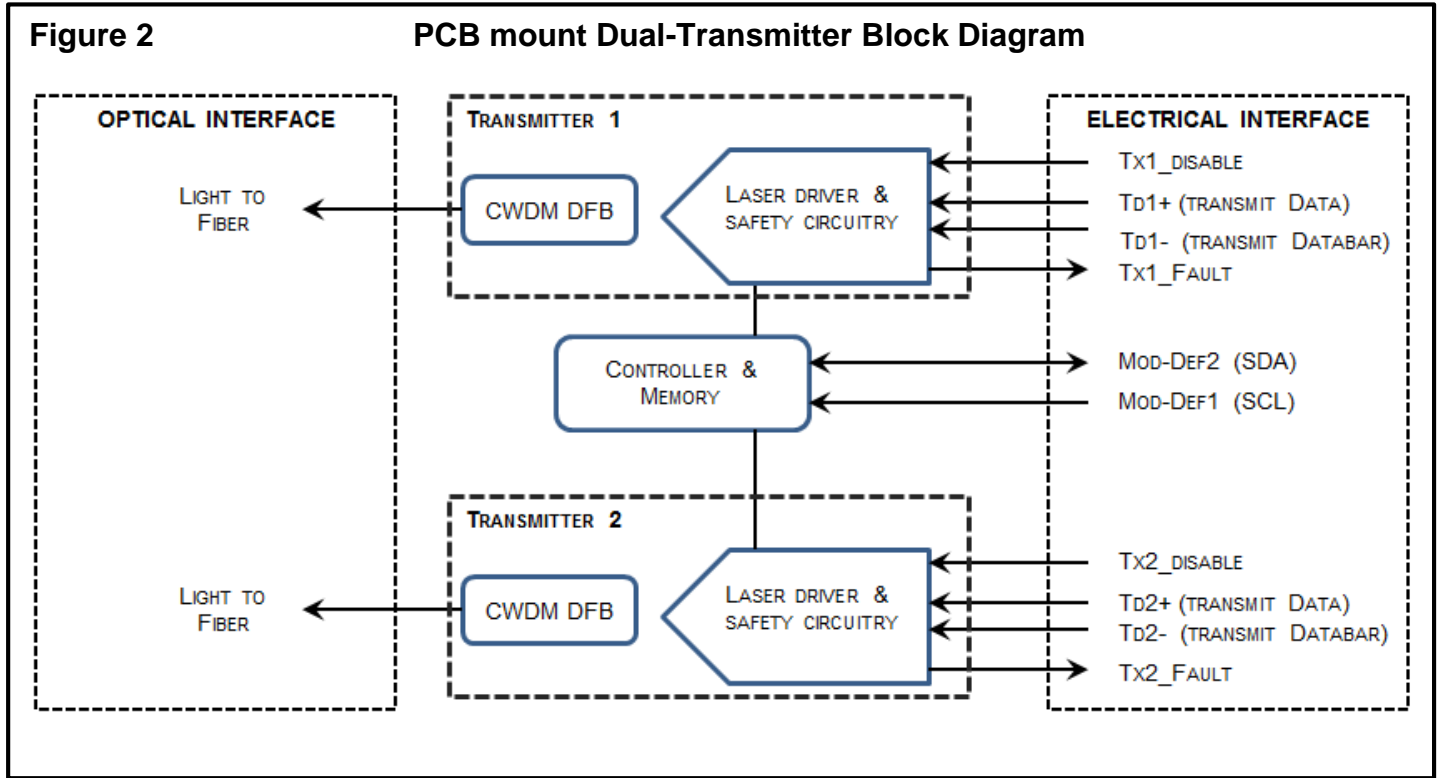 Figure 2 PCB mount Dual-Transmitter Block Diagram
OPTICAL INTERFACE
TRANSMITTER 1
ELECTRICAL INTERFACE
LIGHT TO
FIBER
CWDM DFB
LASER DRIVER &
SAFETY CIRCUITRY
TX1_DISABLE
TD1+ (TRANSMIT DATA)
TD1- (TRANSMIT DATABAR)
TX1_FAULT
CONTROLLER &
MEMORY
MOD-DEF2 (SDA)
MOD-DEF1 (SCL)
TRANSMITTER 2
LIGHT TO
FIBER
CWDM DFB
LASER DRIVER &
SAFETY CIRCUITRY
TX2_DISABLE
TD2+ (TRANSMIT DATA)
TD2- (TRANSMIT DATABAR)
TX2_FAULT